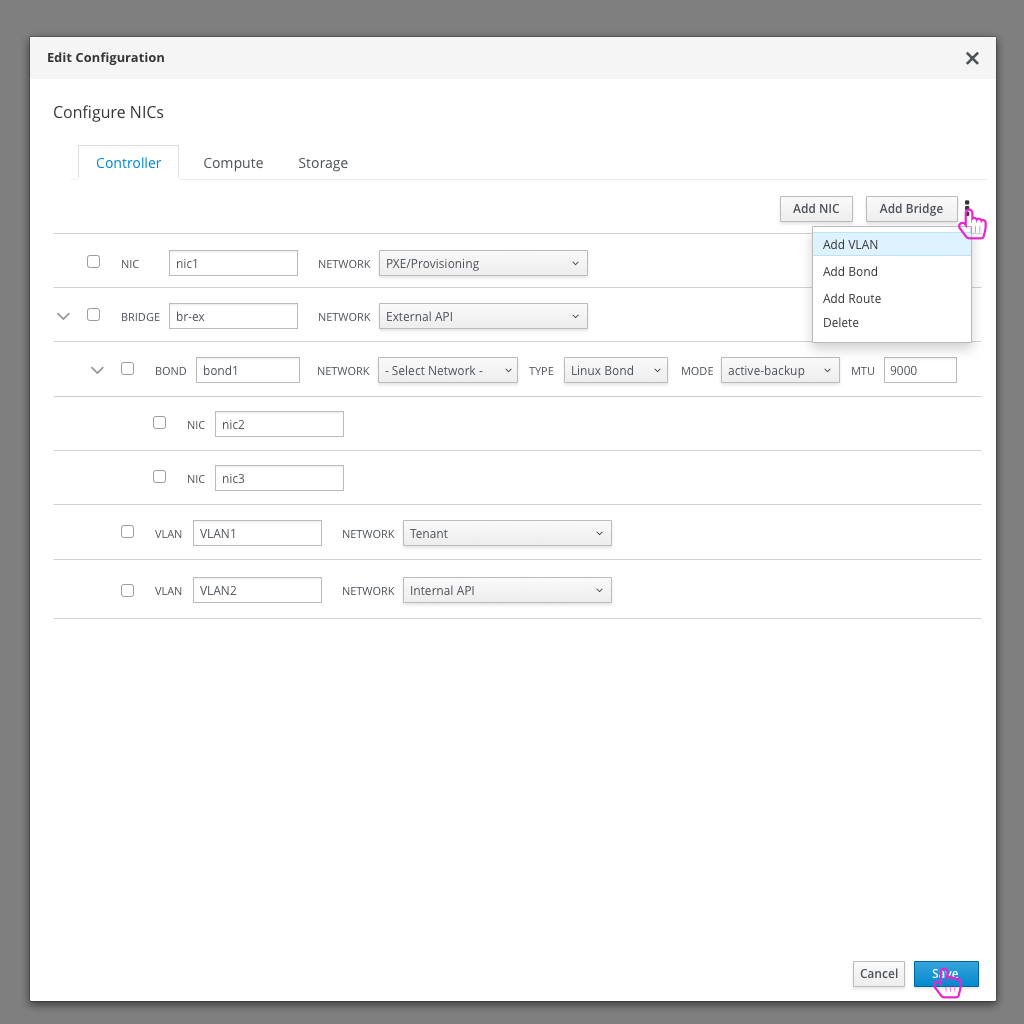 Edit Configuration
Configure NICs
Controller Compute Storage
Add NIC Add Bridge
Add VLAN
Add Bond
Add Route
Delete
NIC nic1 NETWORK PXE/Provisioning
BRIDGE br-ex NETWORK External API
BOND bond1 NETWORK - Select Network - TYPE Linux Bond MODE active-backup MTU 9000
NIC nic2
NIC nic3
VLAN VLAN1 NETWORK Tenant
VLAN VLAN2 NETWORK Internal API
Cancel Save